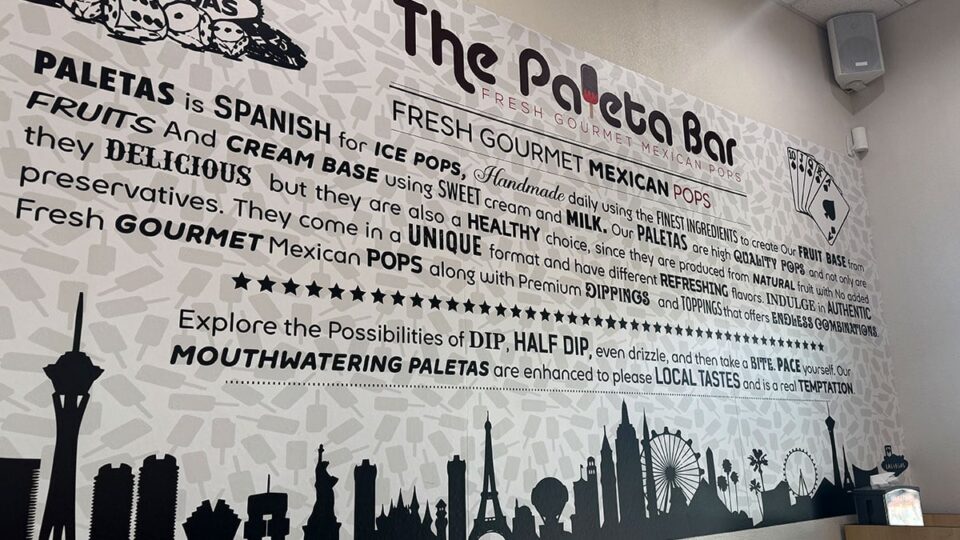 AS
The Paleta Bar
FRESH GOURMET MEXICAN POPS
FRESH GOURMET MEXICAN POPS
PALETAS is SPANISH for ICE POPS, Handmade daily using the FINEST INGREDIENTS to create Our FRUIT BASE from
FRUITS And CREAM BASE using SWEET cream and MILK. Our PALETAS are high QUALITY POPS and not only are
they DELICIOUS but they are also a HEALTHY choice, since they are produced from NATURAL fruit with No added
preservatives. They come in a UNIQUE format and have different REFRESHING flavors. INDULGE in AUTHENTIC
Fresh GOURMET Mexican POPS along with Premium DIPPINGS and TOPPINGS that offers ENDLESS COMBINATIONS.
Explore the Possibilities of DIP, HALF DIP, even drizzle, and then take a BITE. PACE yourself. Our
MOUTHWATERING PALETAS are enhanced to please LOCAL TASTES and is a real TEMPTATION.
LAS VEGAS